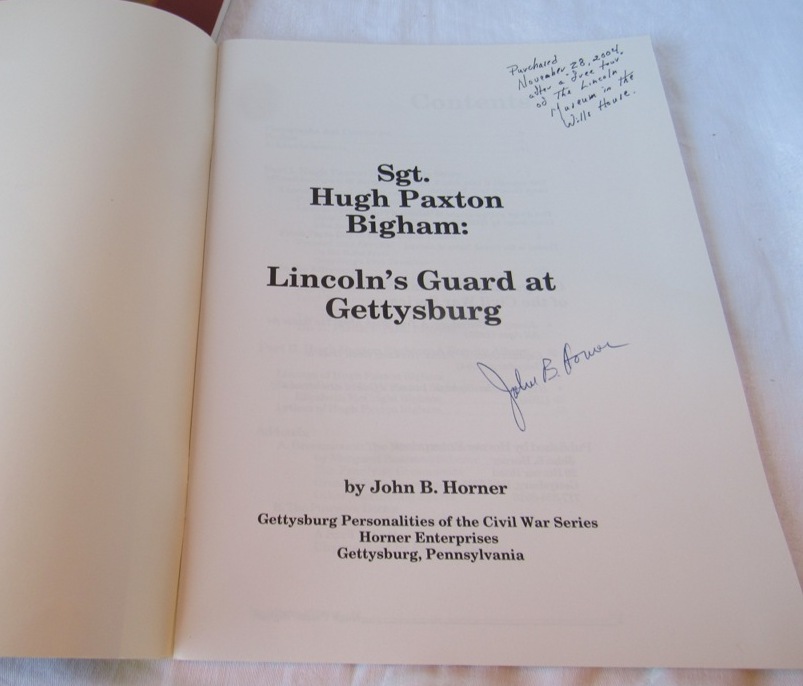 Purchased
November 28, 2004
after a free tour
of The Lincoln
Museum in the
Wills House.
Sgt.
Hugh Paxton
Bigham:
Lincoln's Guard at
Gettysburg
John B. Horner
by John B. Horner
Gettysburg Personalities of the Civil War Series
Horner Enterprises
Gettysburg, Pennsylvania